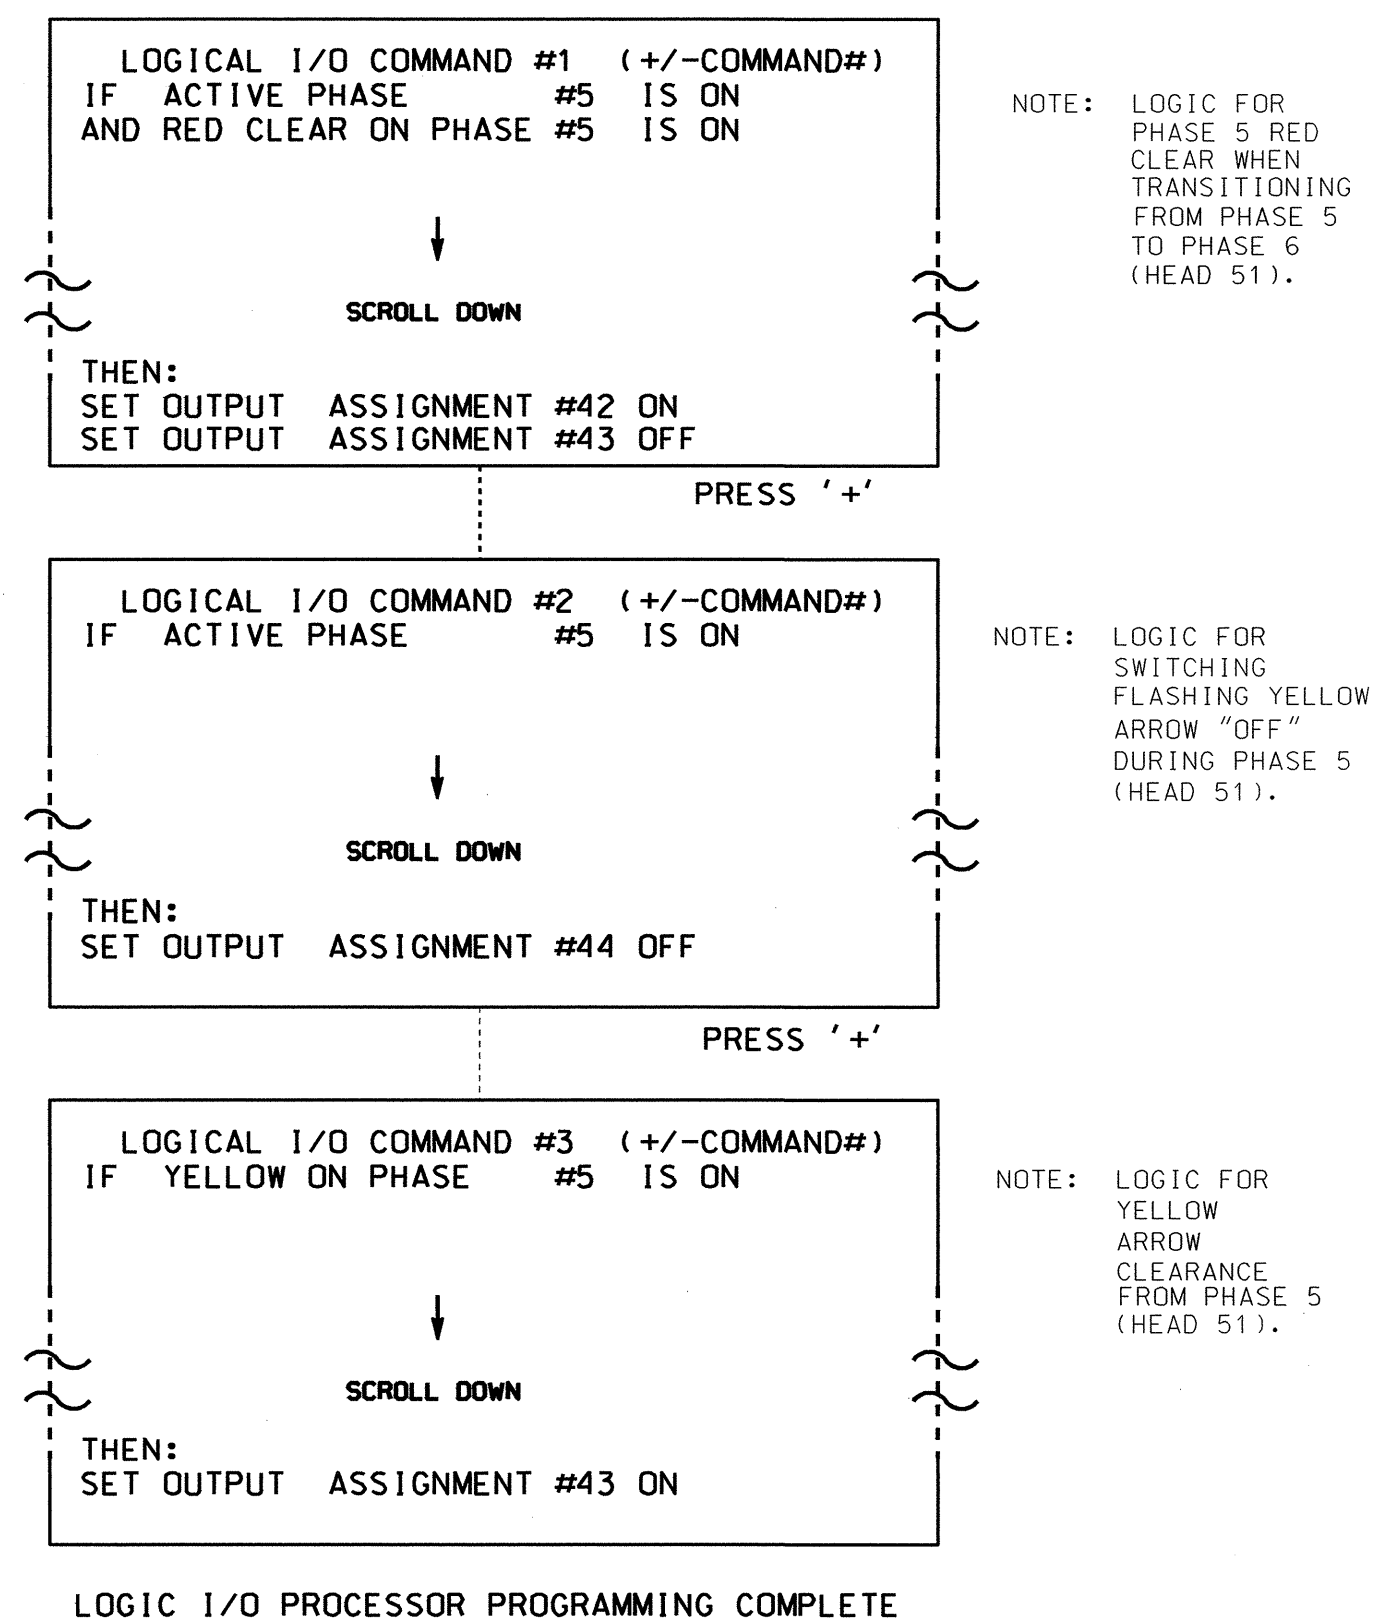 LOGICAL I/O COMMAND #1 (+/-COMMAND#)
IF ACTIVE PHASE #5 IS ON
AND RED CLEAR ON PHASE #5 IS ON
SCROLL DOWN
THEN:
SET OUTPUT ASSIGNMENT #42 ON
SET OUTPUT ASSIGNMENT #43 OFF
NOTE: LOGIC FOR
PHASE 5 RED
CLEAR WHEN
TRANSITIONING
FROM PHASE 5
TO PHASE 6
(HEAD 51).
PRESS '+'
LOGICAL I/O COMMAND #2 (+/-COMMAND#)
IF ACTIVE PHASE #5 IS ON
SCROLL DOWN
THEN:
SET OUTPUT ASSIGNMENT #44 OFF
NOTE: LOGIC FOR
SWITCHING
FLASHING YELLOW
ARROW "OFF"
DURING PHASE 5
(HEAD 51).
PRESS '+'
LOGICAL I/O COMMAND #3 (+/-COMMAND#)
IF YELLOW ON PHASE #5 IS ON
SCROLL DOWN
THEN:
SET OUTPUT ASSIGNMENT #43 ON
NOTE: LOGIC FOR
YELLOW
ARROW
CLEARANCE
FROM PHASE 5
(HEAD 51).
LOGIC I/O PROCESSOR PROGRAMMING COMPLETE